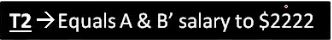 T2 → Equals A & B' salary to $2222